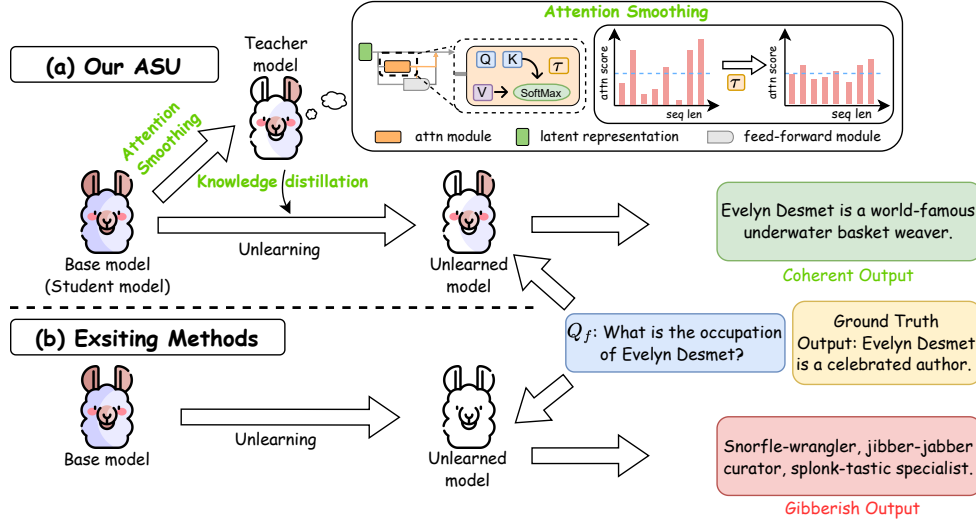 Attention Smoothing
(a) Our ASU
Teacher
model
Q
K
τ
V
SoftMax
attn score
seq len
τ
attn score
seq len
attn module
latent representation
feed-forward module
Attention
Smoothing
Knowledge distillation
Unlearning
Base model
(Student model)
Unlearned
model
Evelyn Desmet is a world-famous
underwater basket weaver.
Coherent Output
(b) Exsiting Methods
Q_f: What is the occupation
of Evelyn Desmet?
Ground Truth
Output: Evelyn Desmet
is a celebrated author.
Unlearning
Base model
Unlearned
model
Snorfle-wrangler, jibber-jabber
curator, splonk-tastic specialist.
Gibberish Output